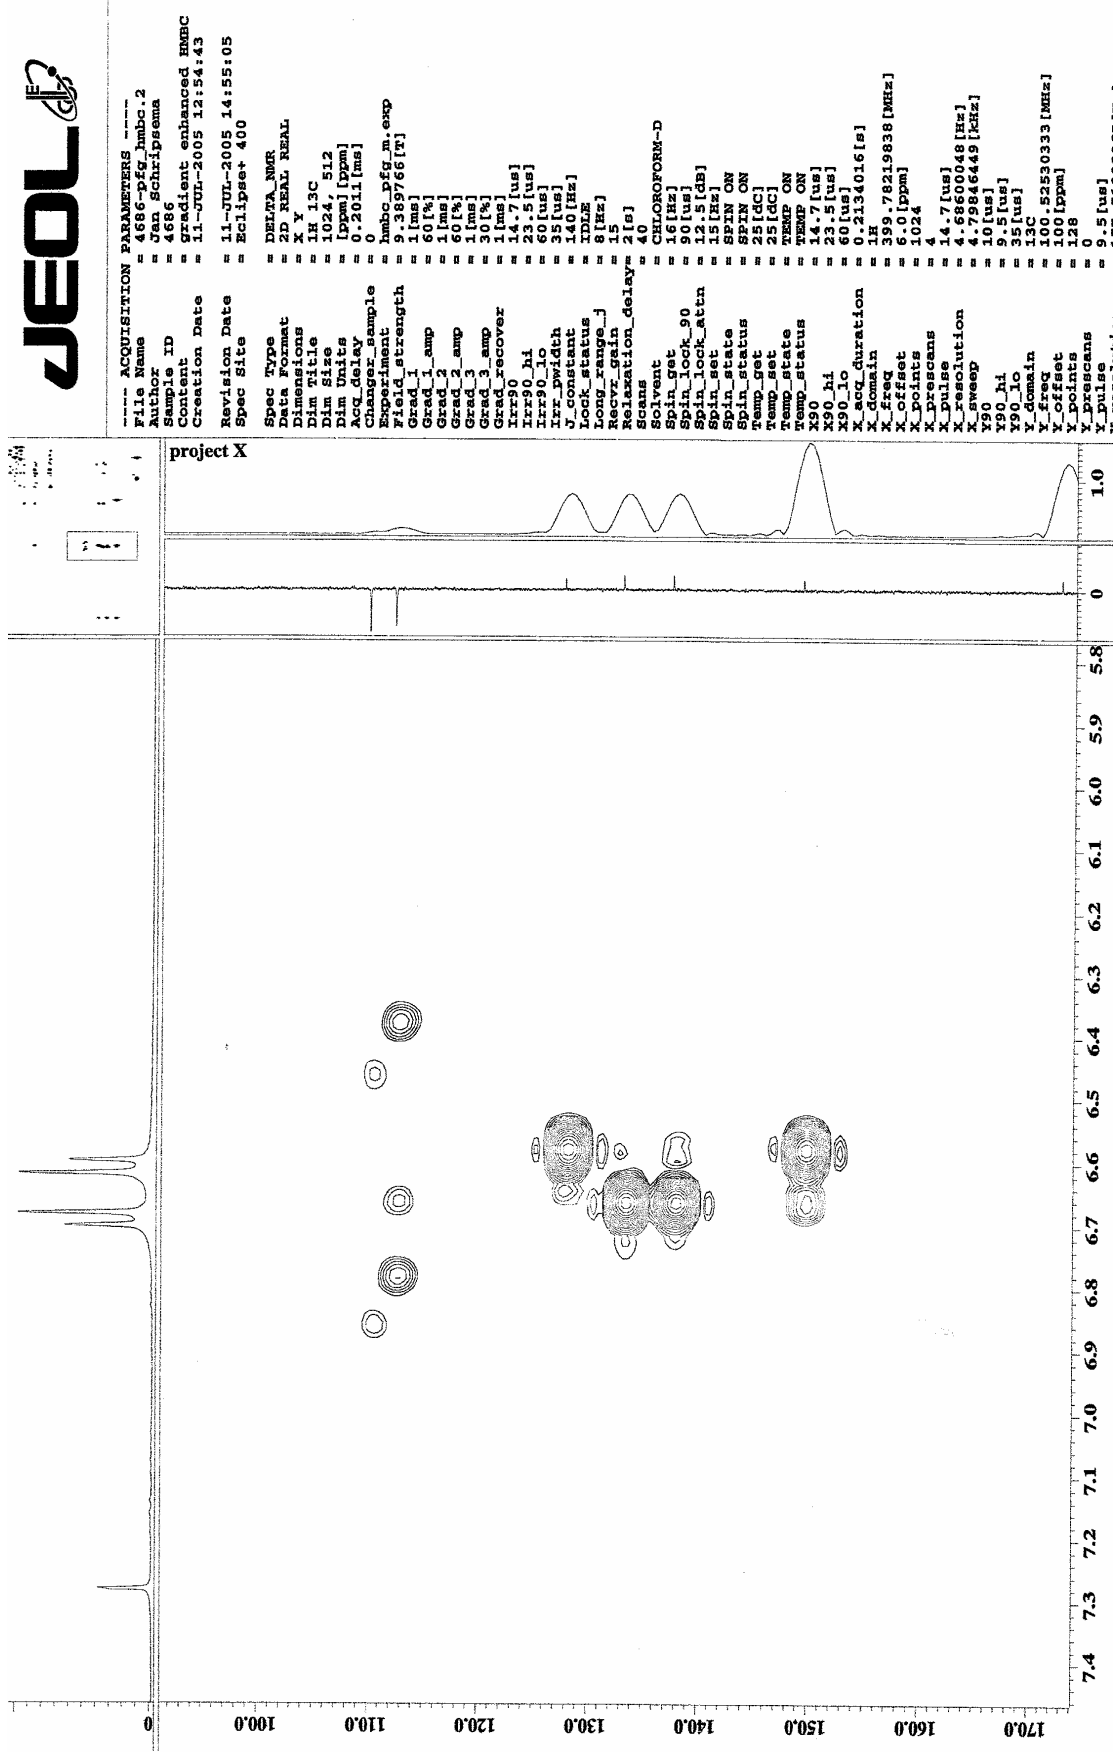 JEOL
---- ACQUISITION PARAMETERS ----
File Name = 4686-pfg_hmbc.2
Author = Jan Schripsema
Sample ID = 4686
Content = gradient enhanced HMBC
Creation Date = 11-JUL-2005 12:54:43
Revision Date = 11-JUL-2005 14:55:05
Spec Site = Eclipse+ 400
Spec Type = DELTA_NMR
Data Format = 2D REAL REAL
Dimensions = X Y
Dim Title = 1H 13C
Dim Size = 1024, 512
Dim Units = [ppm] [ppm]
Acq_delay = 0.2011[ms]
Changer_sample = 0
Experiment = hmbc_pfg_m.exp
Field_strength = 9.389766[T]
Grad_1 = 1[ms]
Grad_1_amp = 60[%]
Grad_2 = 1[ms]
Grad_2_amp = 60[%]
Grad_3 = 1[ms]
Grad_3_amp = 30[%]
Grad_recover = 1[ms]
Irr90 = 14.7[us]
Irr90_hi = 23.5[us]
Irr90_lo = 60[us]
Irr_pwidth = 35[us]
J_constant = 140[Hz]
Lock_status = IDLE
Long_range_j = 8[Hz]
Recvr_gain = 15
Relaxation_delay= 2[s]
Scans = 40
Solvent = CHLOROFORM-D
Spin_get = 16[Hz]
Spin_lock_90 = 90[us]
Spin_lock_attn = 12.5[dB]
Spin_set = 15[Hz]
Spin_state = SPIN ON
Spin_status = SPIN ON
Temp_get = 25[dC]
Temp_set = 25[dC]
Temp_state = TEMP ON
Temp_status = TEMP ON
X90 = 14.7[us]
X90_hi = 23.5[us]
X90_lo = 60[us]
X_acq_duration = 0.2134016[s]
X_domain = 1H
X_freq = 399.78219838[MHz]
X_offset = 6.0[ppm]
X_points = 1024
X_prescans = 4
X_pulse = 14.7[us]
X_resolution = 4.68600048[Hz]
X_sweep = 4.79846449[kHz]
Y90 = 10[us]
Y90_hi = 9.5[us]
Y90_lo = 35[us]
Y_domain = 13C
Y_freq = 100.52530333[MHz]
Y_offset = 100[ppm]
Y_points = 128
Y_prescans = 0
Y_pulse = 9.5[us]
project X
1.0
0
7.4 7.3 7.2 7.1 7.0 6.9 6.8 6.7 6.6 6.5 6.4 6.3 6.2 6.1 6.0 5.9 5.8
0
100.0
110.0
120.0
130.0
140.0
150.0
160.0
170.0